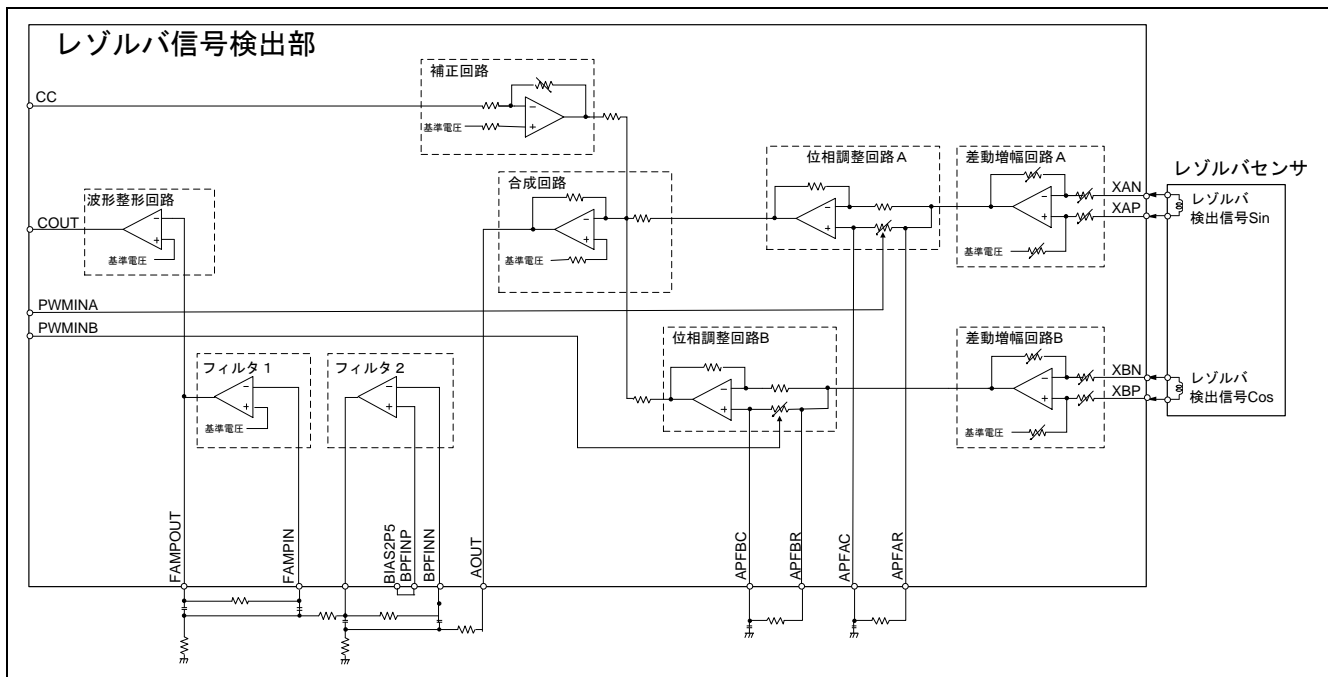 レゾルバ信号検出部
補正回路
CC
基準電圧
位相調整回路A
差動増幅回路A
レゾルバセンサ
合成回路
波形整形回路
XAN
XAP
レゾルバ
検出信号Sin
COUT
基準電圧
基準電圧
基準電圧
PWMINA
PWMINB
位相調整回路B
差動増幅回路B
フィルタ1
フィルタ2
XBN
XBP
レゾルバ
検出信号Cos
基準電圧
基準電圧
FAMPOUT
FAMPIN
BIAS2P5
BPFINP
BPFINN
AOUT
APFBC
APFBR
APFAC
APFAR